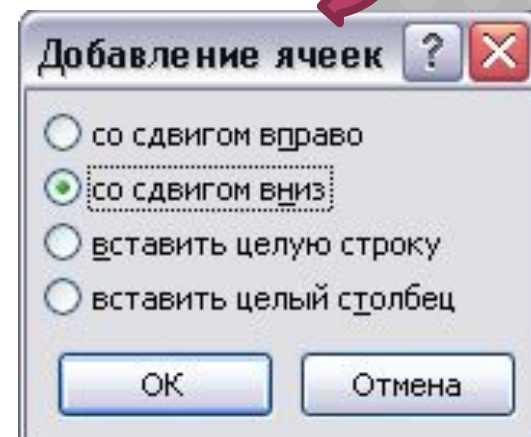 Добавление ячеек ?
со сдвигом вправо
со сдвигом вниз
вставить целую строку
вставить целый столбец
ОК Отмена